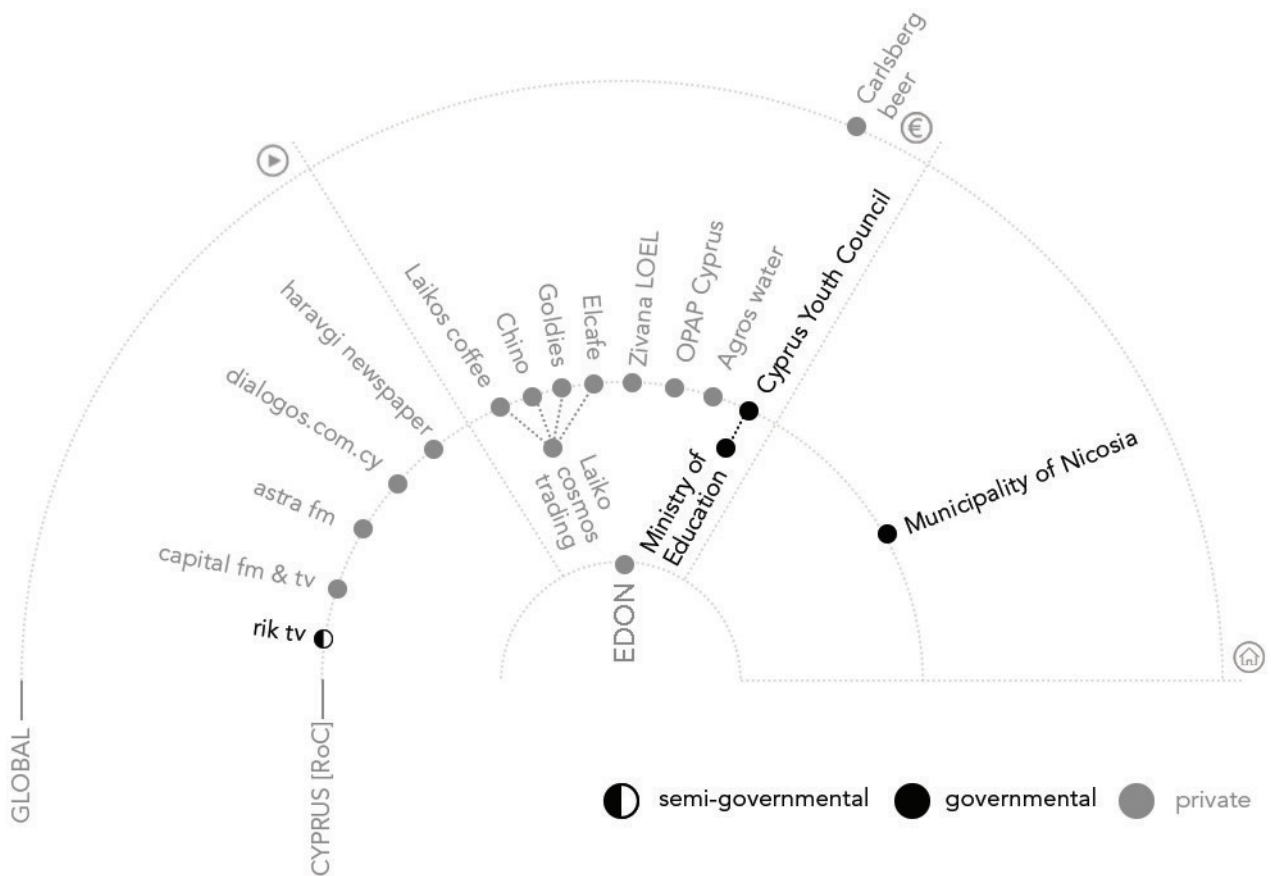 Carlsberg
beer
€
Cyprus Youth Council
Agros water
OPAP Cyprus
Zivana LOEL
Elcafe
Goldies
Chino
Laikos coffee
haravgi newspaper
dialogos.com.cy
astra fm
capital fm & tv
rik tv
Laiko
cosmos
trading
Ministry of
Education
Municipality of Nicosia
EDON
GLOBAL
CYPRUS [RoC]
semi-governmental
governmental
private